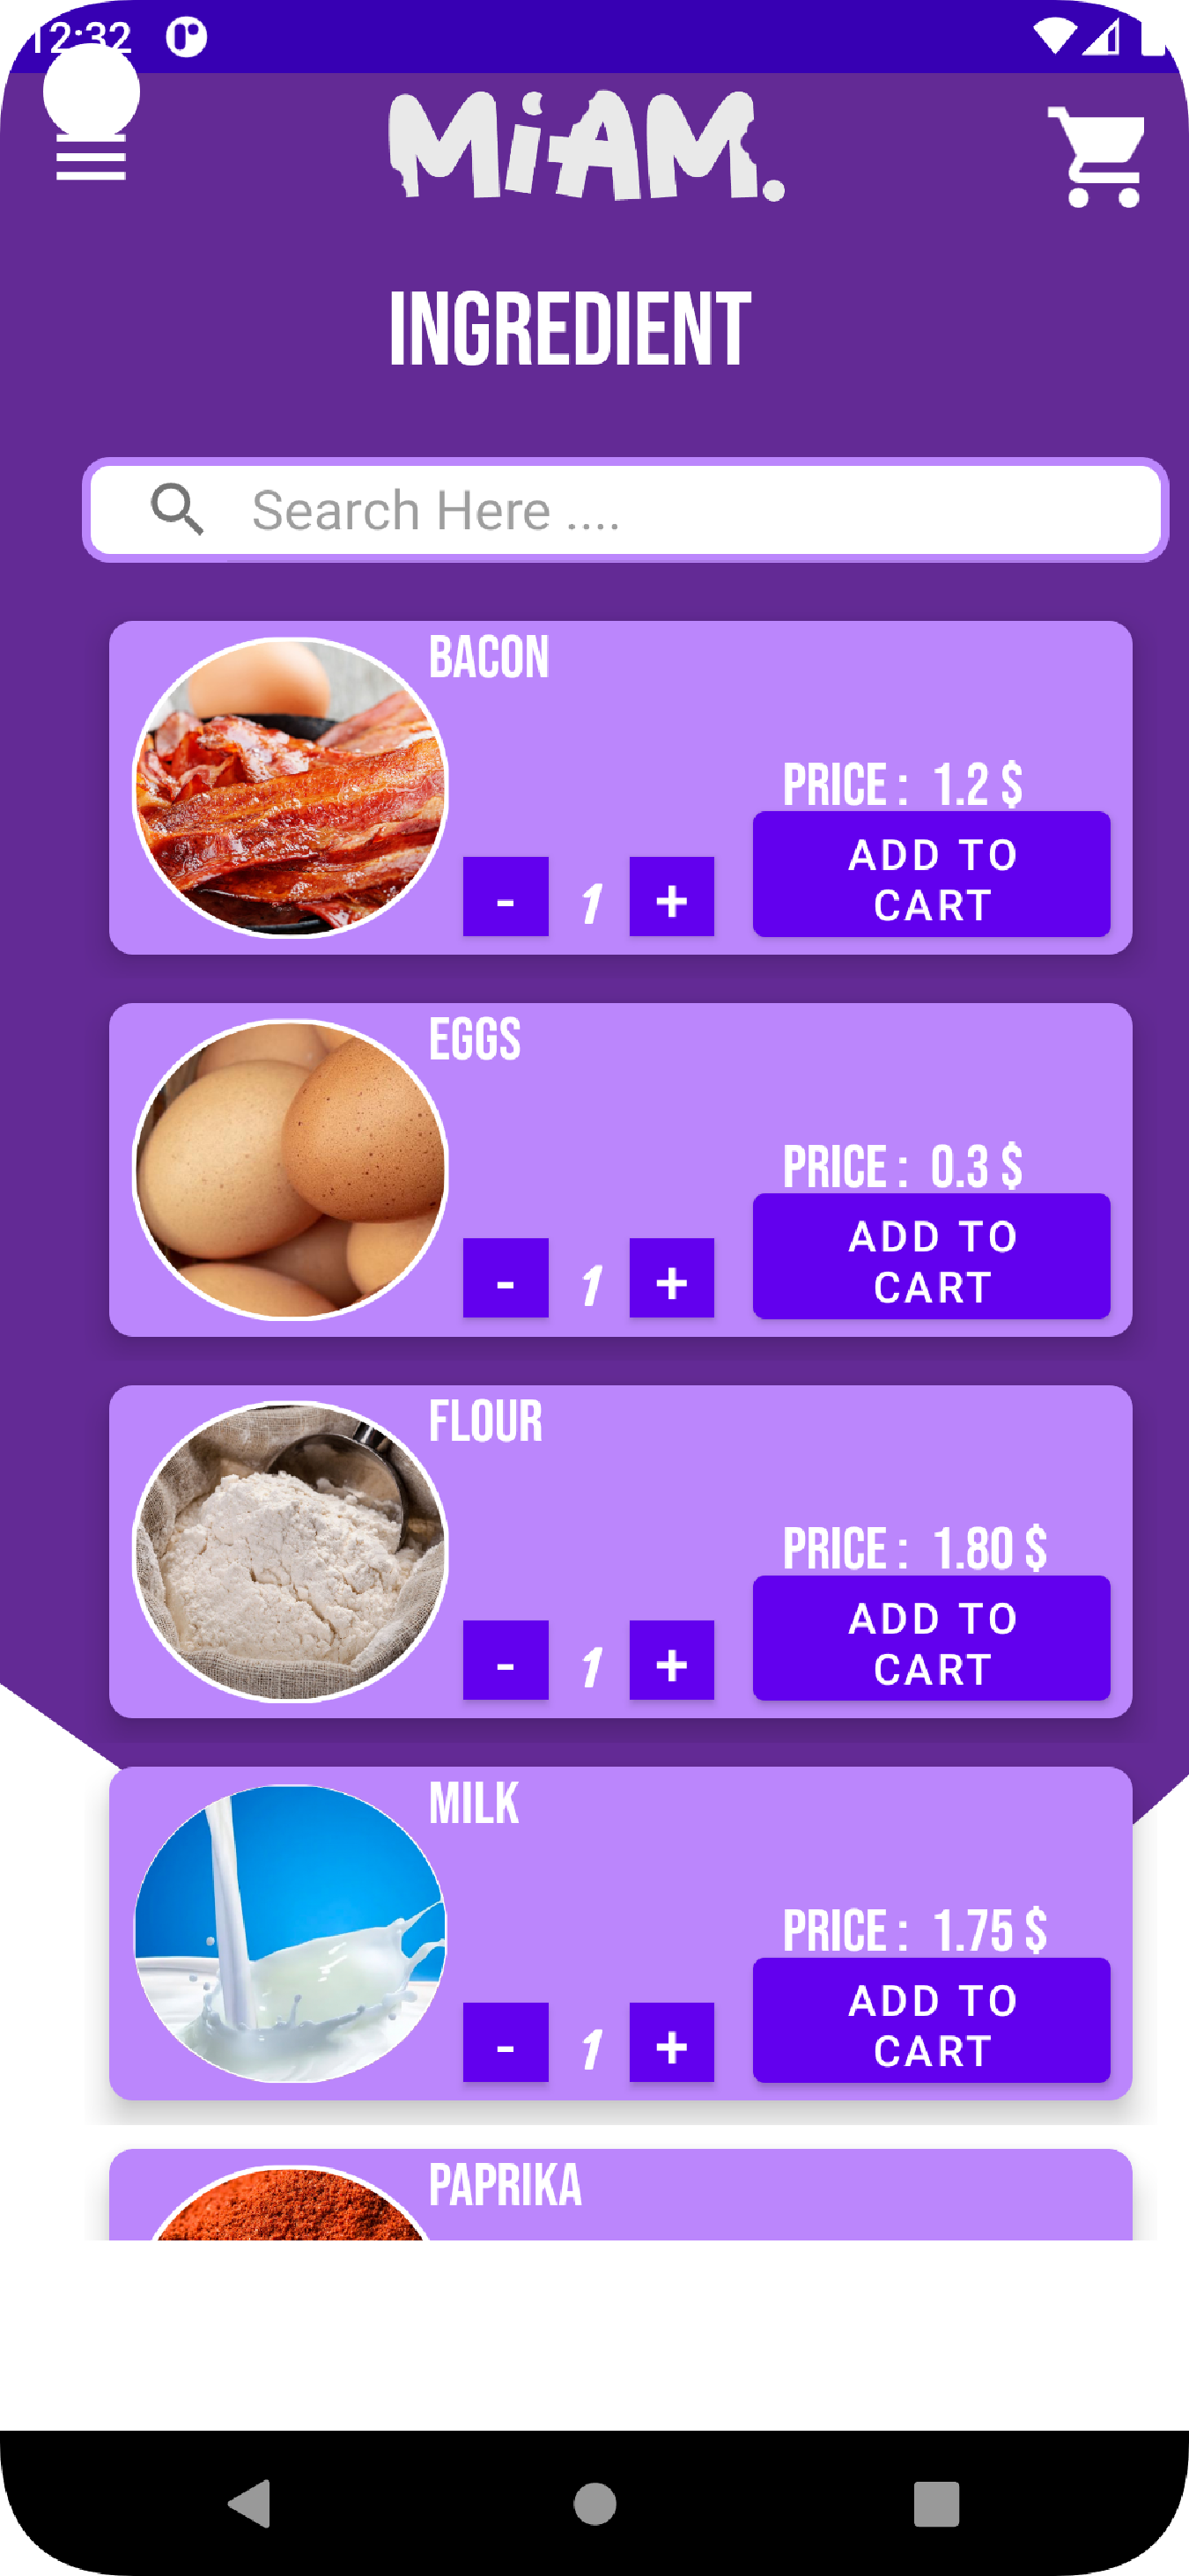 12:32
MiAM.
INGREDIENT
Search Here ....
BACON
PRICE : 1.2 $
- 1 +
ADD TO
CART
EGGS
PRICE : 0.3 $
- 1 +
ADD TO
CART
FLOUR
PRICE : 1.80 $
- 1 +
ADD TO
CART
MILK
PRICE : 1.75 $
- 1 +
ADD TO
CART
PAPRIKA